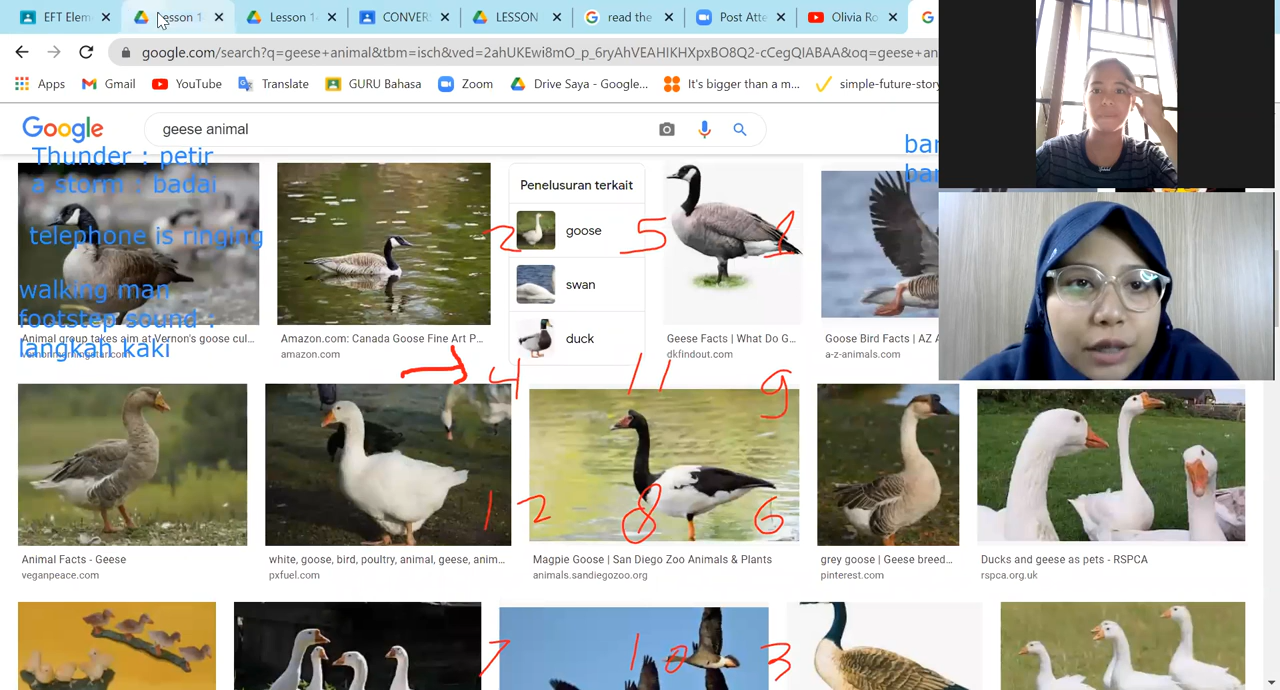 EFT Elem
Lesson 1
Lesson 1
CONVER
LESSON
read the
Post Atte
Olivia Ro
google.com/search?q=geese+animal&tbm=isch&ved=2ahUKEwi8mO_p_6ryAhVEAHIKHXpxBO8Q2-cCegQIABAA&oq=geese+an
Apps
Gmail
YouTube
Translate
GURU Bahasa
Zoom
Drive Saya - Google...
It's bigger than a m...
simple-future-story
Google
geese animal
Thunder : petir
a storm : badai
telephone is ringing
walking man
footstep sound :
langkah kaki
bar
bar
Penelusuran terkait
goose
swan
duck
2
5
1
Animal group takes aim at Vernon's goose cul...
vernonmorningstar.com
Amazon.com: Canada Goose Fine Art P...
amazon.com
Geese Facts | What Do G...
dkfindout.com
Goose Bird Facts | AZ A
a-z-animals.com
4
11
9
12
8
6
Animal Facts - Geese
veganpeace.com
white, goose, bird, poultry, animal, geese, anim...
pxfuel.com
Magpie Goose | San Diego Zoo Animals & Plants
animals.sandiegozoo.org
grey goose | Geese breed...
pinterest.com
Ducks and geese as pets - RSPCA
rspca.org.uk
7
10
3